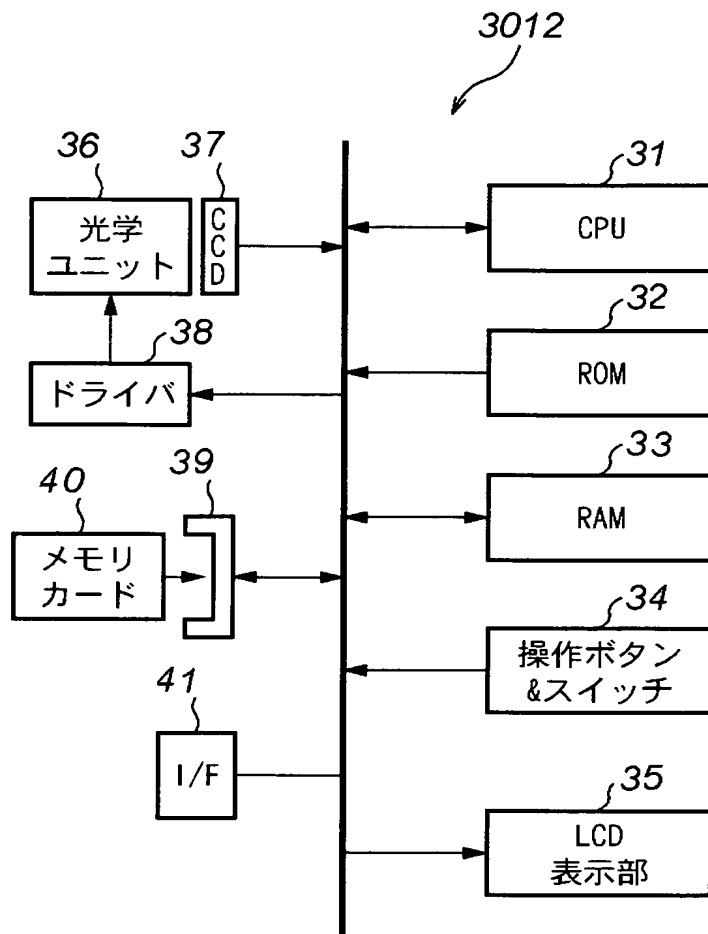 3012
36
光学
ユニット
37
CCD
38
ドライバ
40
メモリ
カード
39
41
I/F
31
CPU
32
ROM
33
RAM
34
操作ボタン
&スイッチ
35
LCD
表示部